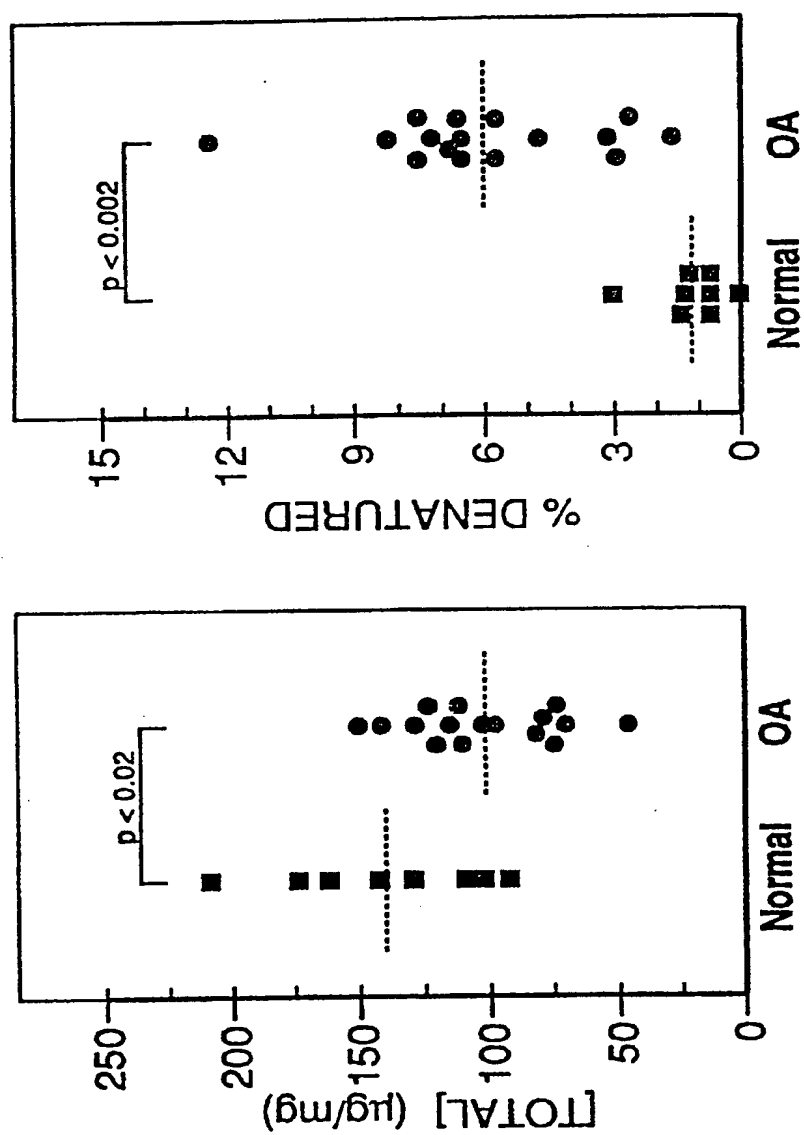 [TOTAL] (µg/mg)
250
200
150
100
50
0
p < 0.02
Normal
OA
% DENATURED
15
12
9
6
3
0
p < 0.002
Normal
OA